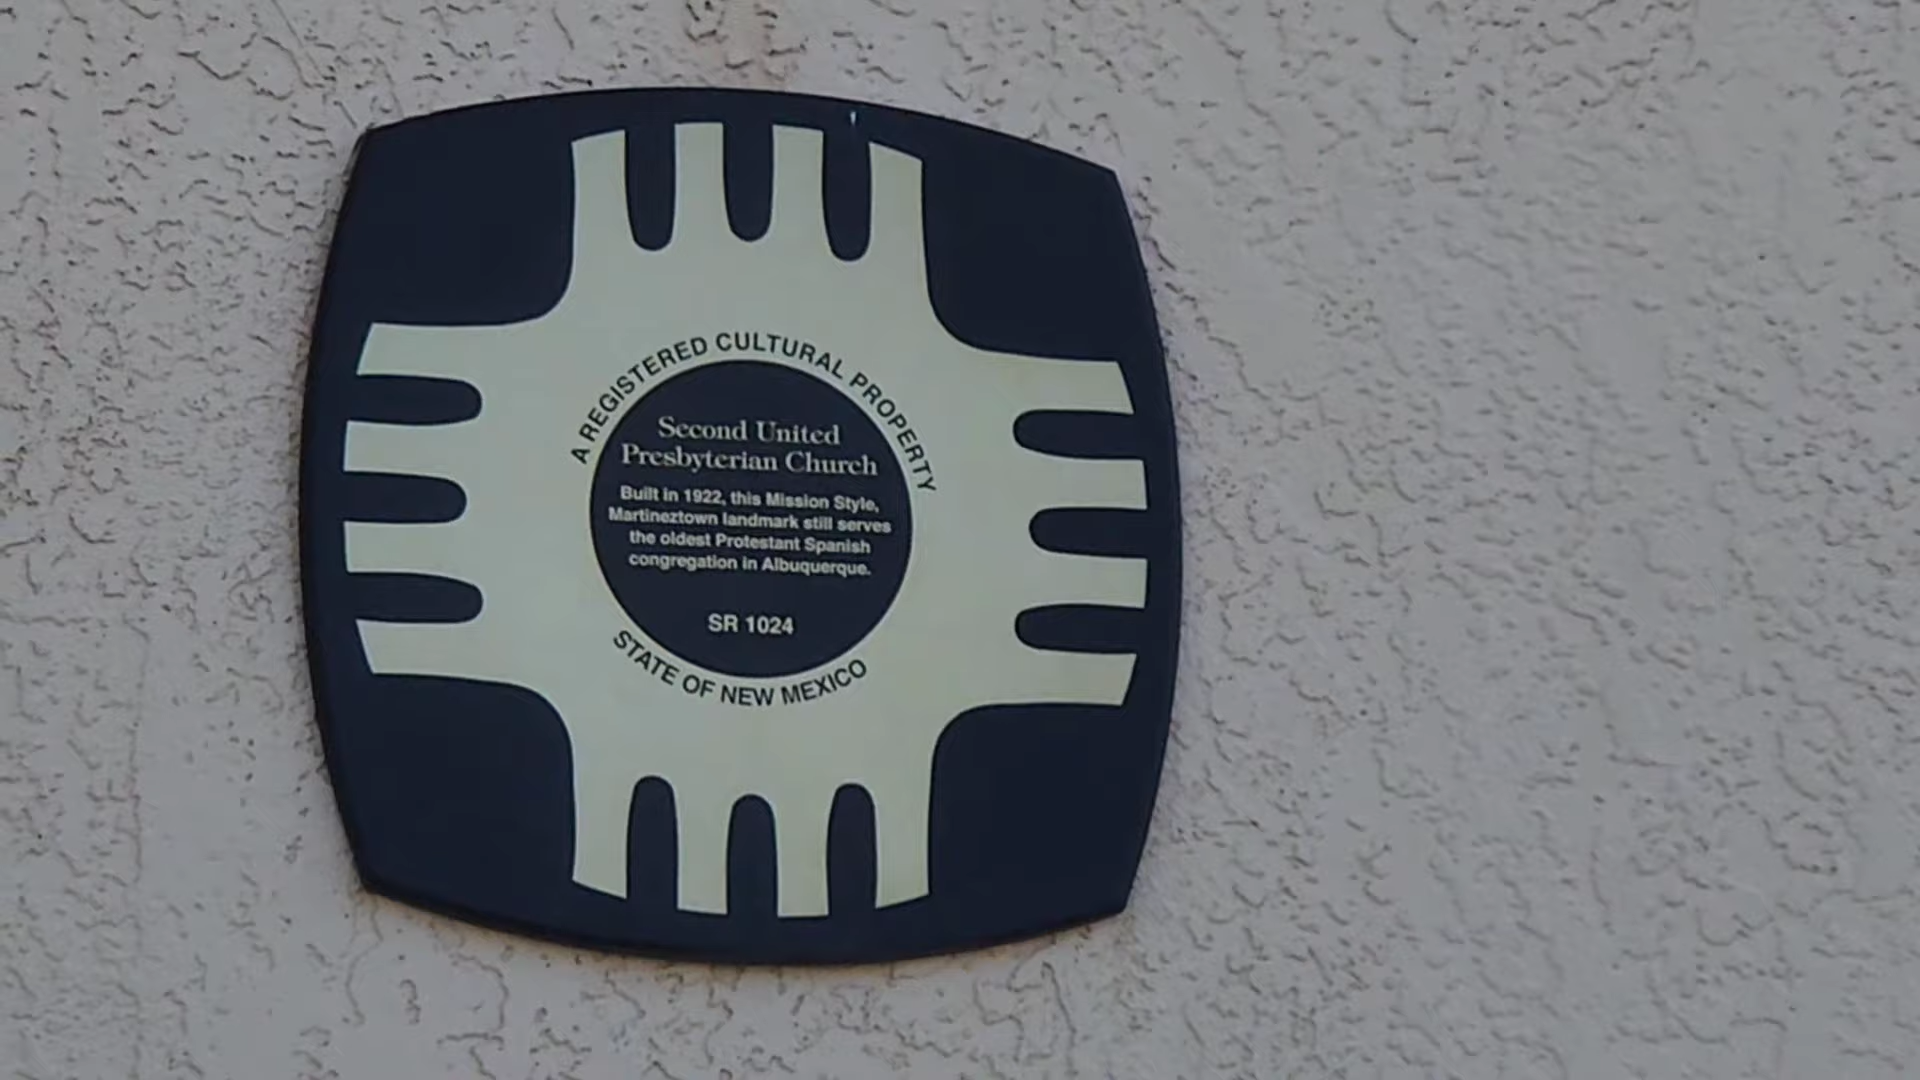 A REGISTERED CULTURAL PROPERTY
Second United
Presbyterian Church
Built in 1922, this Mission Style,
Martineztown landmark still serves
the oldest Protestant Spanish
congregation in Albuquerque.
SR 1024
STATE OF NEW MEXICO